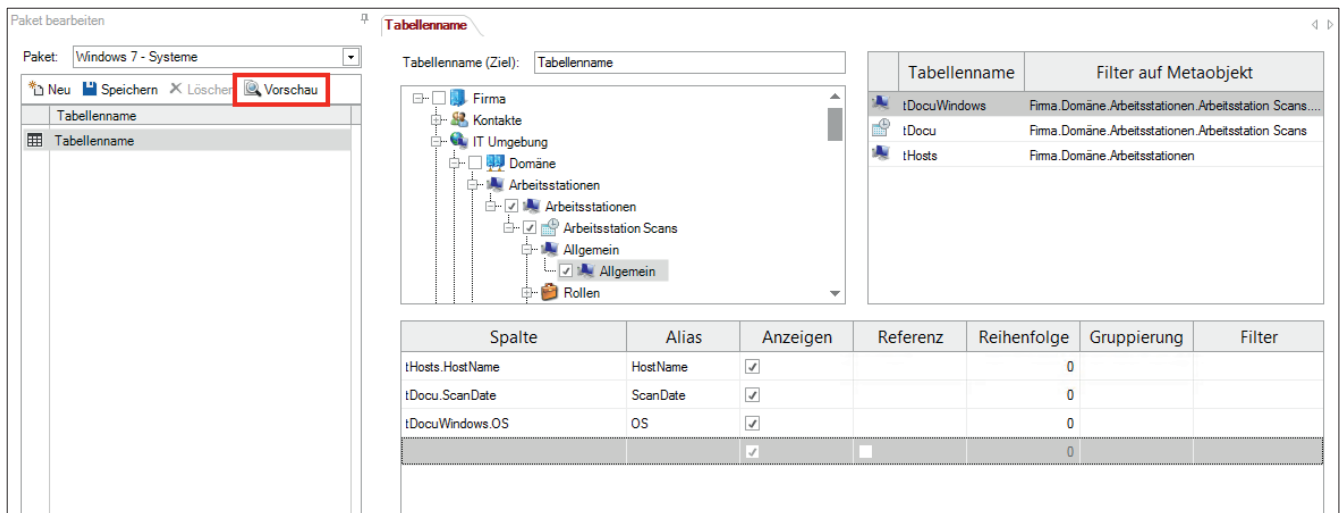 Paket bearbeiten
Paket: Windows 7 - Systeme
Neu Speichern Löschen Vorschau
Tabellenname
Tabellenname
Tabellenname
Tabellenname (Ziel): Tabellenname
Firma
Kontakte
IT Umgebung
Domäne
Arbeitsstationen
Arbeitsstationen
Arbeitsstation Scans
Allgemein
Allgemein
Rollen
Tabellenname Filter auf Metaobjekt
tDocuWindows Firma.Domäne.Arbeitsstationen.Arbeitsstation Scans....
tDocu Firma.Domäne.Arbeitsstationen.Arbeitsstation Scans
tHosts Firma.Domäne.Arbeitsstationen
Spalte Alias Anzeigen Referenz Reihenfolge Gruppierung Filter
tHosts.HostName HostName 0
tDocu.ScanDate ScanDate 0
tDocuWindows.OS OS 0
0